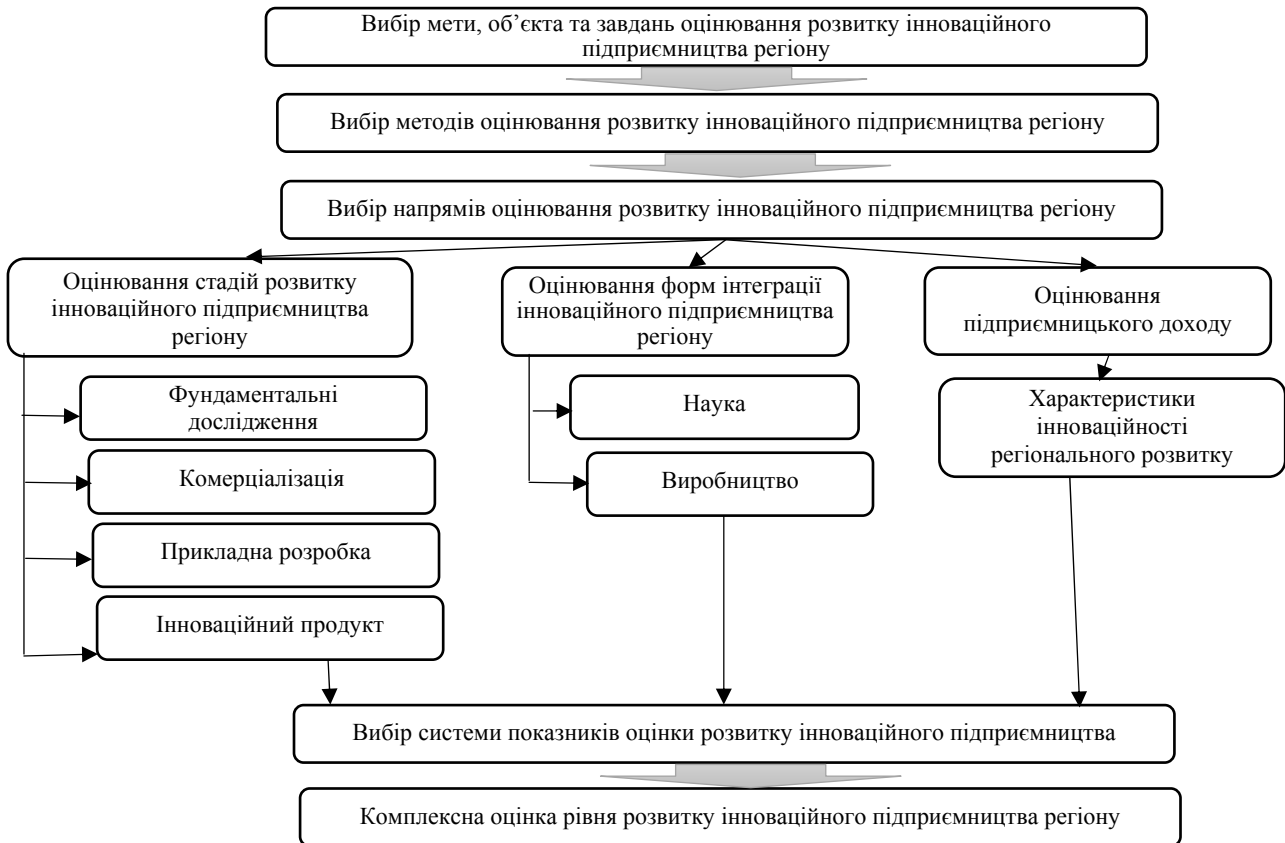 Вибір мети, об’єкта та завдань оцінювання розвитку інноваційного
підприємництва регіону
Вибір методів оцінювання розвитку інноваційного підприємництва регіону
Вибір напрямів оцінювання розвитку інноваційного підприємництва регіону
Оцінювання стадій розвитку
інноваційного підприємництва
регіону
Оцінювання форм інтеграції
інноваційного підприємництва
регіону
Оцінювання
підприємницького доходу
Фундаментальні
дослідження
Комерціалізація
Прикладна розробка
Інноваційний продукт
Наука
Виробництво
Характеристики
інноваційності
регіонального розвитку
Вибір системи показників оцінки розвитку інноваційного підприємництва
Комплексна оцінка рівня розвитку інноваційного підприємництва регіону